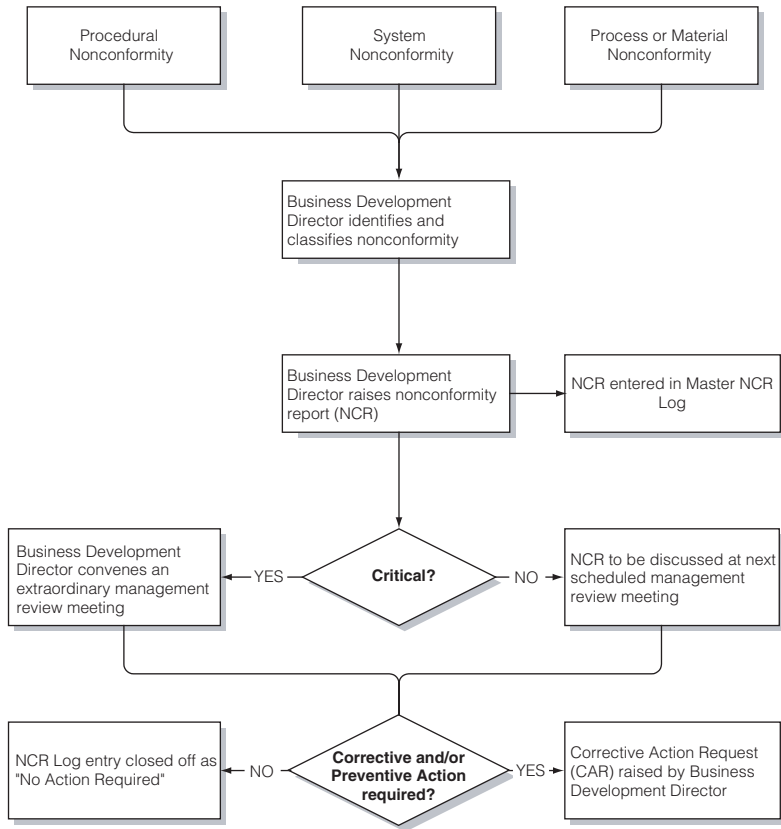 Procedural
Nonconformity
System
Nonconformity
Process or Material
Nonconformity
Business Development
Director identifies and
classifies nonconformity
Business Development
Director raises nonconformity
report (NCR)
NCR entered in Master NCR
Log
Business Development
Director convenes an
extraordinary management
review meeting
YES
Critical?
NO
NCR to be discussed at next
scheduled management
review meeting
NCR Log entry closed off as
"No Action Required"
NO
Corrective and/or
Preventive Action
required?
YES
Corrective Action Request
(CAR) raised by Business
Development Director